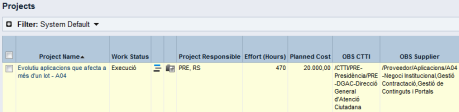 Projects
Filter: System Default
Project Name Work Status Project Responsible Effort (Hours) Planned Cost OBS CTTI OBS Supplier
Evolutiu aplicacions que afecta a més d'un lot - A04
Execució
PRE, RS
470
20.000,00
/CTTI/PRE-
Presidència/PRE
-DGAC-Direcció
General
d'Atenció
Ciutadana
/Proveedor/Aplicacions/A04
-Negoci Institucional,Gestió
Contractació,Gestió de
Continguts i Portals